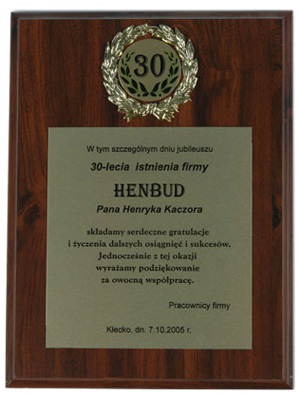 30
W tym szczególnym dniu jubileuszu
30-lecia istnienia firmy
HENBUD
Pana Henryka Kaczora
składamy serdeczne gratulacje
i życzenia dalszych osiągnięć i sukcesów.
Jednocześnie z tej okazji
wyrażamy podziękowanie
za owocną współpracę.
Pracownicy firmy
Kłecko, dn. 7.10.2005 r.